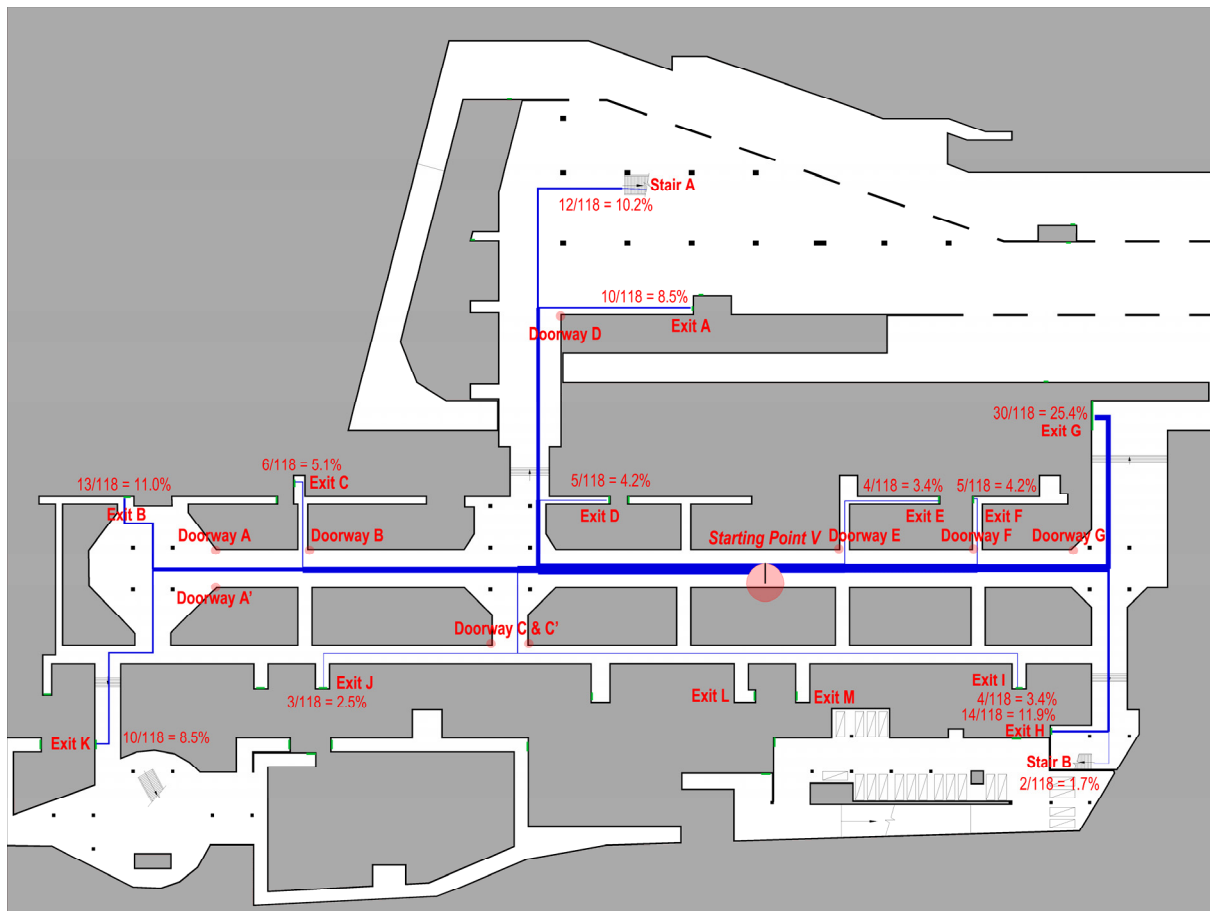 Stair A
12/118 = 10.2%
10/118 = 8.5%
Exit A
Doorway D
30/118 = 25.4%
Exit G
6/118 = 5.1%
Exit C
13/118 = 11.0%
Exit B
5/118 = 4.2%
Exit D
4/118 = 3.4%
Exit E
5/118 = 4.2%
Exit F
Doorway A
Doorway B
Starting Point V
Doorway E
Doorway F
Doorway G
Doorway A'
Doorway C & C'
Exit J
3/118 = 2.5%
Exit L
Exit M
Exit I
4/118 = 3.4%
14/118 = 11.9%
Exit H
Exit K
10/118 = 8.5%
Stair B
2/118 = 1.7%